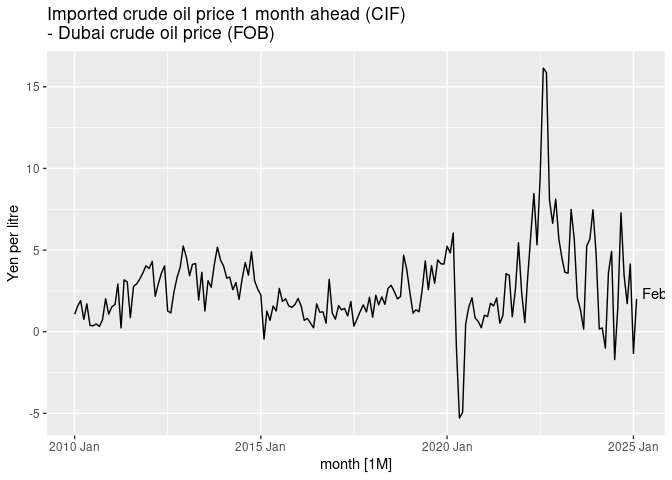 Imported crude oil price 1 month ahead (CIF)
- Dubai crude oil price (FOB)
15
10
5
0
-5
Yen per litre
Feb
2010 Jan
2015 Jan
2020 Jan
2025 Jan
month [1M]